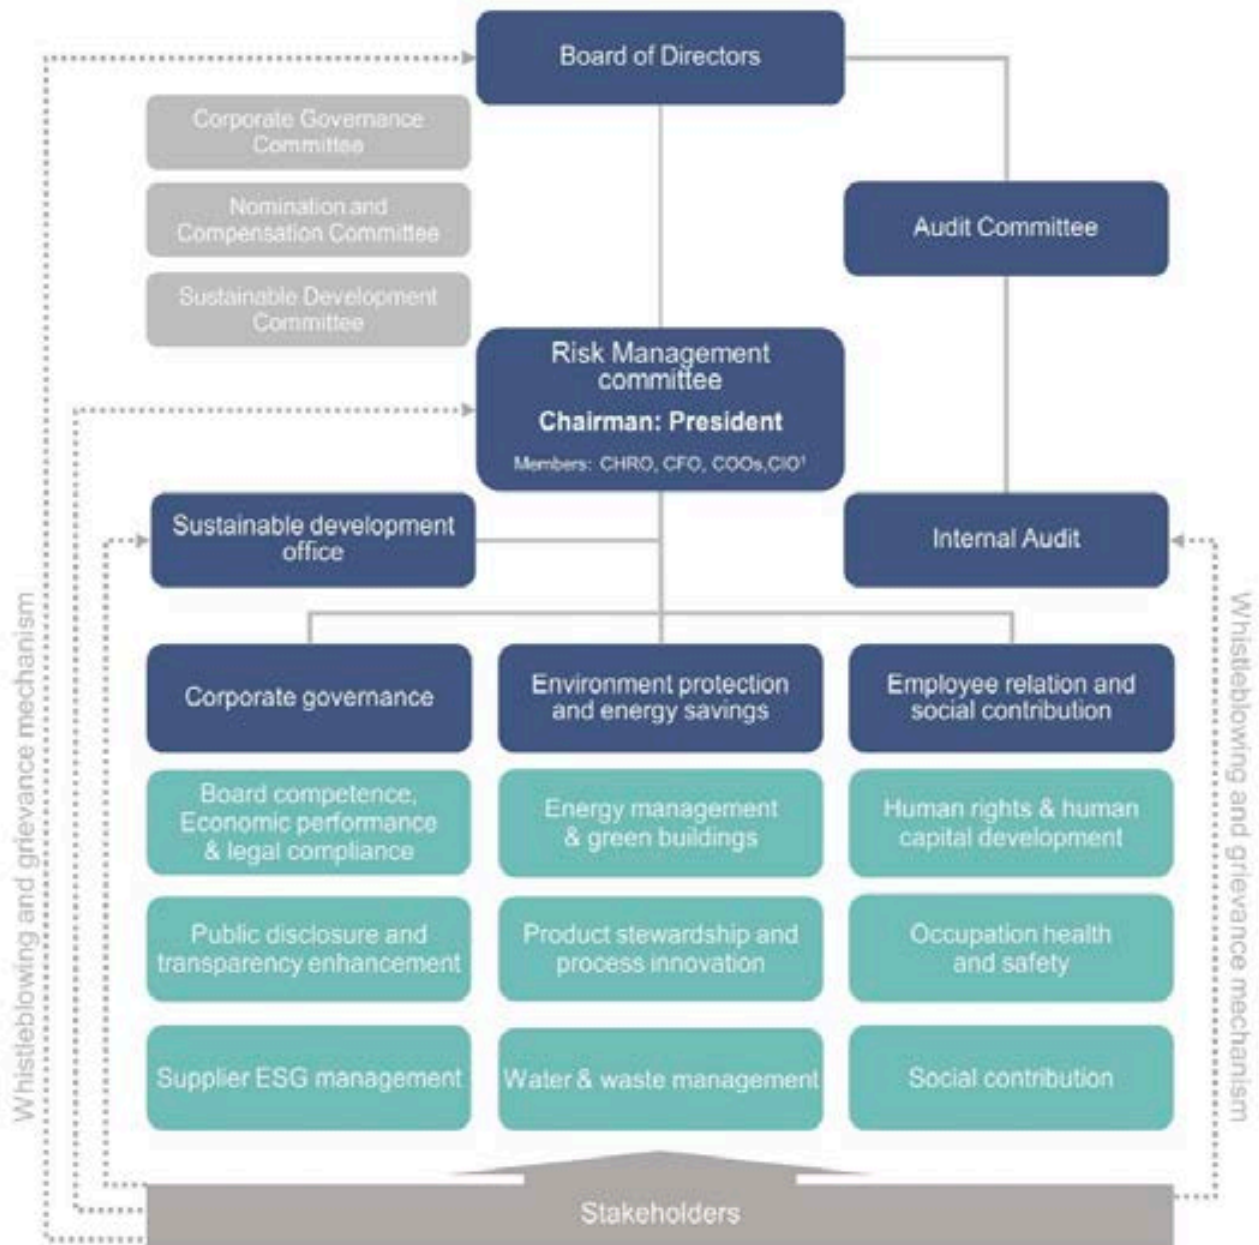 Board of Directors
Corporate Governance
Committee
Nomination and
Compensation Committee
Audit Committee
Sustainable Development
Committee
Risk Management
committee
Chairman: President
Members: CHRO, CFO, COOs,CIO¹
Sustainable development
office
Internal Audit
Whistleblowing and grievance mechanism
Whistleblowing and grievance mechanism
Corporate governance
Environment protection
and energy savings
Employee relation and
social contribution
Board competence,
Economic performance
& legal compliance
Energy management
& green buildings
Human rights & human
capital development
Public disclosure and
transparency enhancement
Product stewardship and
process innovation
Occupation health
and safety
Supplier ESG management
Water & waste management
Social contribution
Stakeholders